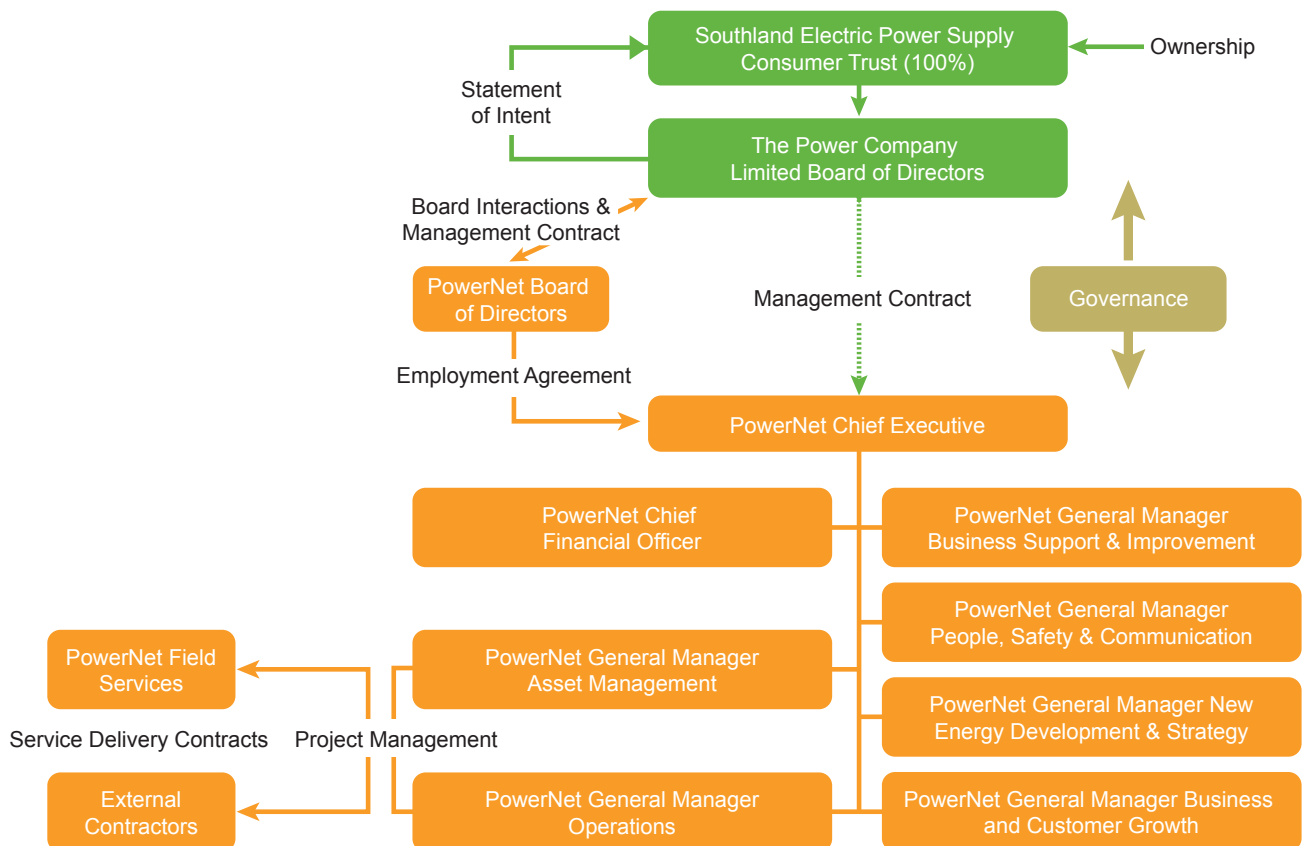 Southland Electric Power Supply
Consumer Trust (100%)
Ownership
Statement
of Intent
The Power Company
Limited Board of Directors
Board Interactions &
Management Contract
PowerNet Board
of Directors
Management Contract
Governance
Employment Agreement
PowerNet Chief Executive
PowerNet Chief
Financial Officer
PowerNet General Manager
Business Support & Improvement
PowerNet General Manager
People, Safety & Communication
PowerNet Field
Services
PowerNet General Manager
Asset Management
PowerNet General Manager New
Energy Development & Strategy
Service Delivery Contracts
Project Management
External
Contractors
PowerNet General Manager
Operations
PowerNet General Manager Business
and Customer Growth